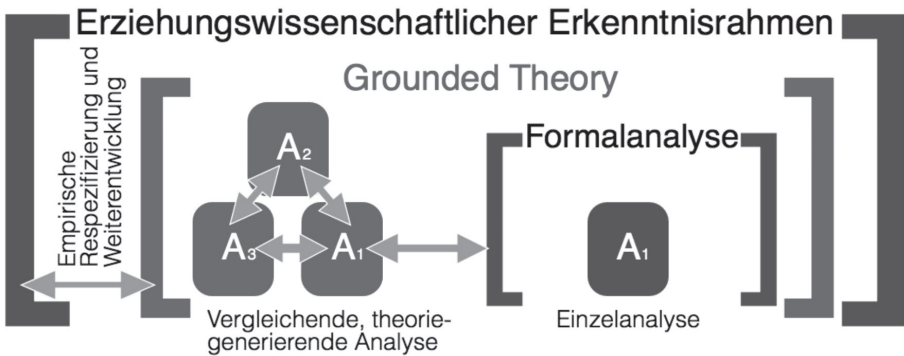 Erziehungswissenschaftlicher Erkenntnisrahmen
Empirische
Respezifizierung und
Weiterentwicklung
Grounded Theory
A2
A3
A1
Vergleichende, theorie-
generierende Analyse
Formalanalyse
A1
Einzelanalyse